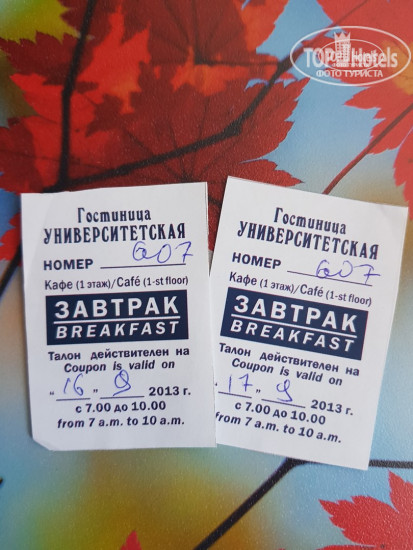 TOPHotels
ФОТО ТУРИСТА
Гостиница
УНИВЕРСИТЕТСКАЯ
НОМЕР 607
Кафе (1 этаж)/Café (1-st floor)
ЗАВТРАК
BREAKFAST
Талон действителен на
Coupon is valid on
"16" 9 2013 г.
с 7.00 до 10.00
from 7 a.m. to 10 a.m.
Гостиница
УНИВЕРСИТЕТСКАЯ
НОМЕР 607
Кафе (1 этаж)/Café (1-st floor)
ЗАВТРАК
BREAKFAST
Талон действителен на
Coupon is valid on
"17" 9 2013 г.
с 7.00 до 10.00
from 7 a.m. to 10 a.m.